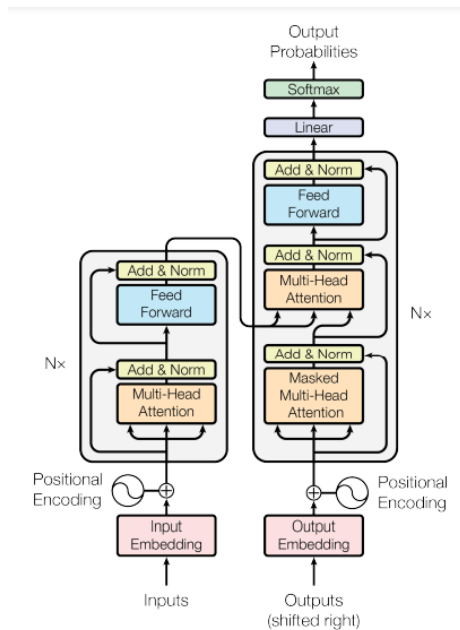 Output
Probabilities
Softmax
Linear
Add & Norm
Feed
Forward
Add & Norm
Multi-Head
Attention
Add & Norm
Masked
Multi-Head
Attention
Nx
Positional
Encoding
Output
Embedding
Outputs
(shifted right)
Add & Norm
Feed
Forward
Add & Norm
Multi-Head
Attention
Nx
Positional
Encoding
Input
Embedding
Inputs